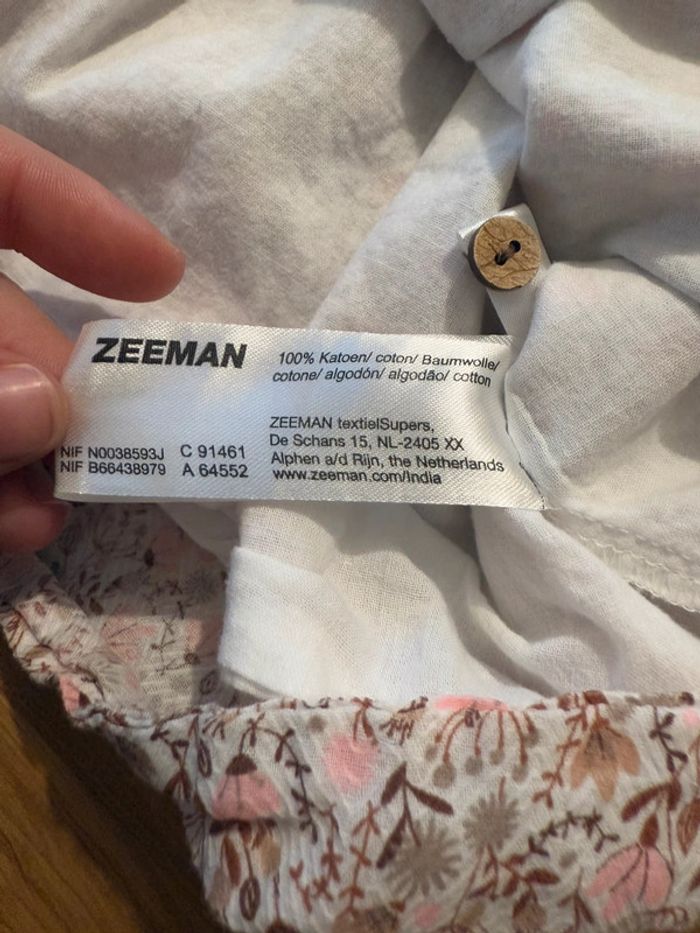 ZEEMAN
100% Katoen/ coton/ Baumwolle/
cotone/ algodón/ algodão/ cotton
NIF N0038593J C 91461
NIF B66438979 A 64552
ZEEMAN textielSupers,
De Schans 15, NL-2405 XX
Alphen a/d Rijn, the Netherlands
www.zeeman.com/India